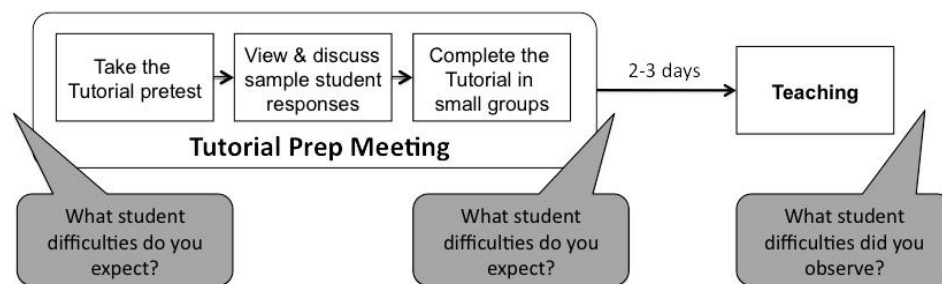 Take the
Tutorial pretest
View & discuss
sample student
responses
Complete the
Tutorial in
small groups
Tutorial Prep Meeting
2-3 days
Teaching
What student
difficulties do you
expect?
What student
difficulties do you
expect?
What student
difficulties did you
observe?